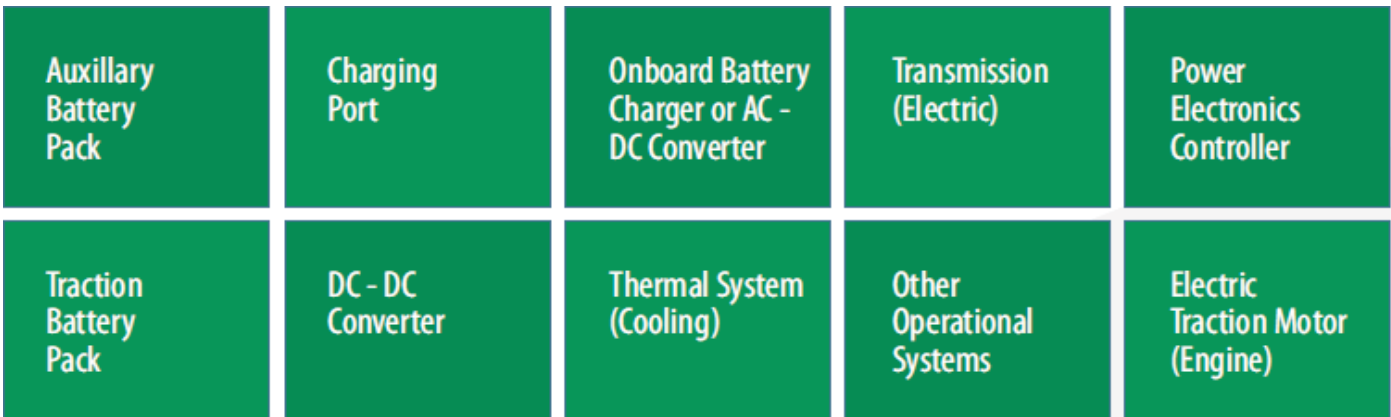 Auxillary
Battery
Pack
Charging
Port
Onboard Battery
Charger or AC -
DC Converter
Transmission
(Electric)
Power
Electronics
Controller
Traction
Battery
Pack
DC - DC
Converter
Thermal System
(Cooling)
Other
Operational
Systems
Electric
Traction Motor
(Engine)